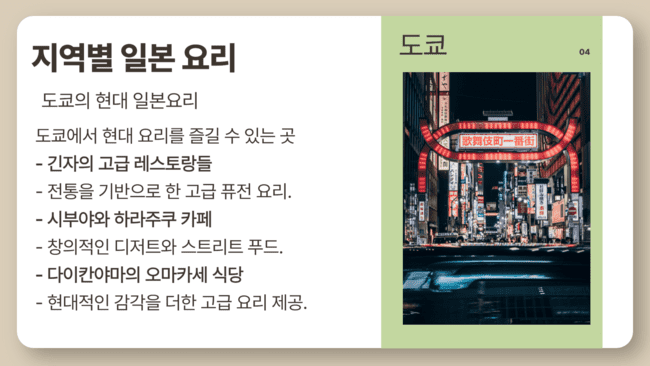 지역별 일본 요리
도쿄의 현대 일본요리
도쿄에서 현대 요리를 즐길 수 있는 곳
- 긴자의 고급 레스토랑들
- 전통을 기반으로 한 고급 퓨전 요리.
- 시부야와 하라주쿠 카페
- 창의적인 디저트와 스트리트 푸드.
- 다이칸야마의 오마카세 식당
- 현대적인 감각을 더한 고급 요리 제공.
도쿄
04
歌舞伎町一番街